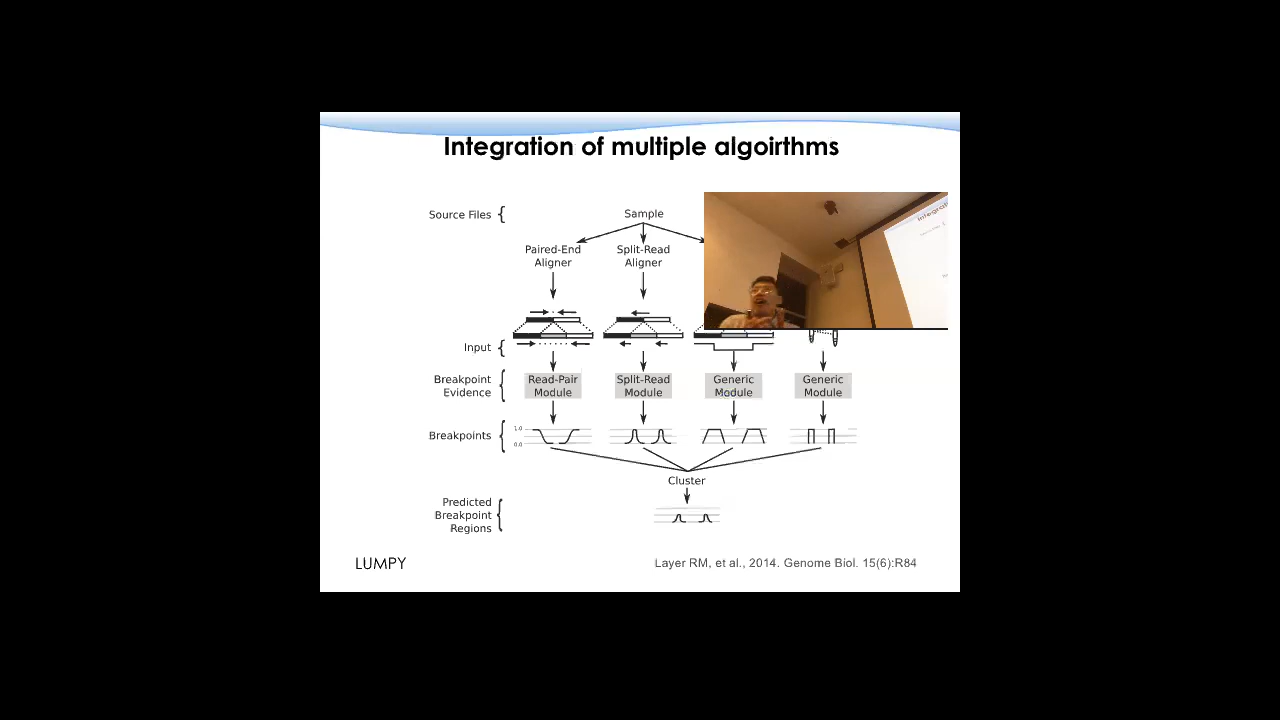 Integration of multiple algoirthms
Source Files
Sample
Paired-End
Aligner
Split-Read
Aligner
Input
Breakpoint
Evidence
Read-Pair
Module
Split-Read
Module
Generic
Module
Generic
Module
Breakpoints
1.0
0.0
Cluster
Predicted
Breakpoint
Regions
LUMPY
Layer RM, et al., 2014. Genome Biol. 15(6):R84